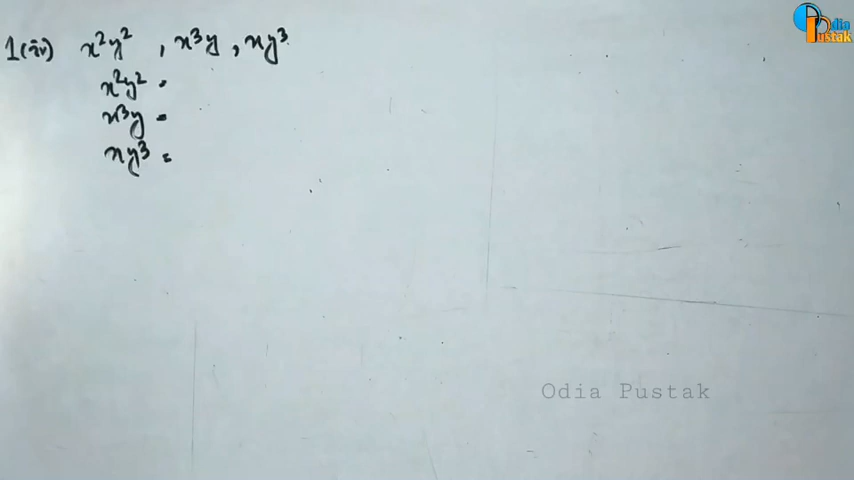 1(iv) x²y² , x³y , xy³
x²y² =
x³y =
xy³ =
Odia Pustak
Odia Pustak